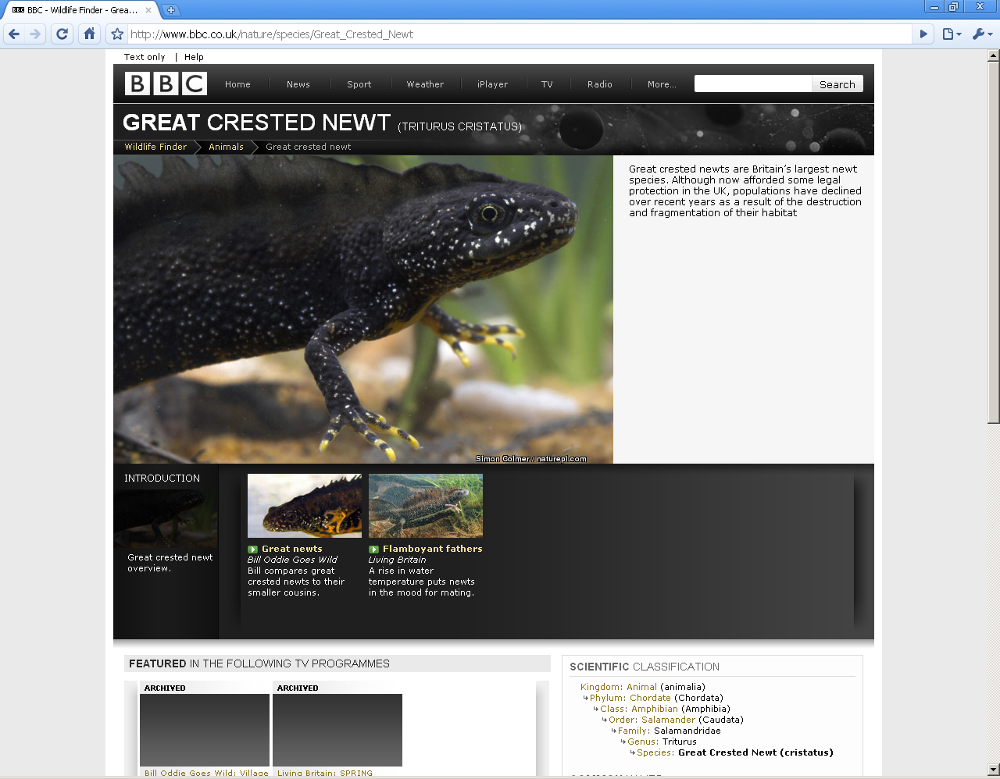 BBC - Wildlife Finder - Grea...
http://www.bbc.co.uk/nature/species/Great_Crested_Newt
Text only | Help
BBC Home News Sport Weather iPlayer TV Radio More... Search
GREAT CRESTED NEWT (TRITURUS CRISTATUS)
Wildlife Finder Animals Great crested newt
Great crested newts are Britain's largest newt
species. Although now afforded some legal
protection in the UK, populations have declined
over recent years as a result of the destruction
and fragmentation of their habitat
Simon Colmer / naturepl.com
INTRODUCTION
Great crested newt
overview.
Great newts
Bill Oddie Goes Wild
Bill compares great
crested newts to their
smaller cousins.
Flamboyant fathers
Living Britain
A rise in water
temperature puts newts
in the mood for mating.
FEATURED IN THE FOLLOWING TV PROGRAMMES
ARCHIVED
Bill Oddie Goes Wild: Village
ARCHIVED
Living Britain: SPRING
SCIENTIFIC CLASSIFICATION
Kingdom: Animal (animalia)
Phylum: Chordate (Chordata)
Class: Amphibian (Amphibia)
Order: Salamander (Caudata)
Family: Salamandridae
Genus: Triturus
Species: Great Crested Newt (cristatus)